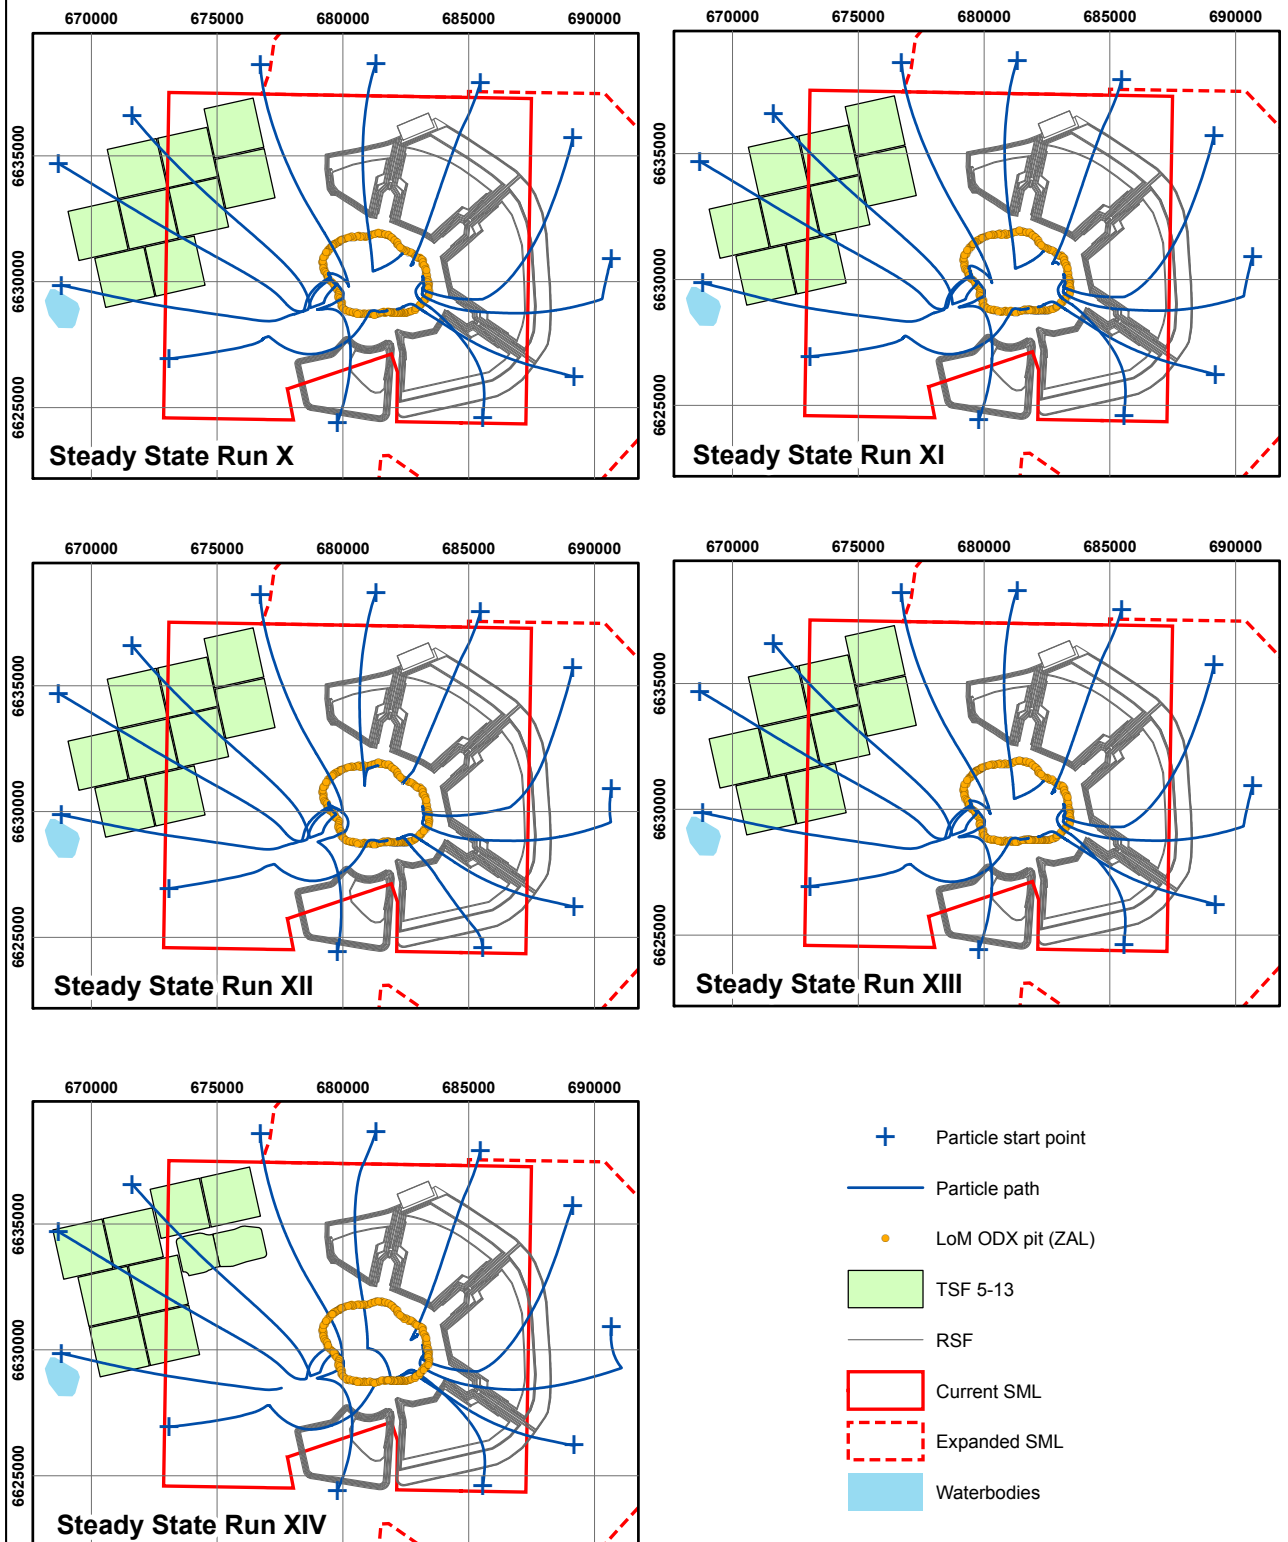 670000 675000 680000 685000 690000
670000 675000 680000 685000 690000
6635000
6630000
6625000
6635000
6630000
6625000
Steady State Run X
Steady State Run XI
670000 675000 680000 685000 690000
670000 675000 680000 685000 690000
6635000
6630000
6625000
6635000
6630000
6625000
Steady State Run XII
Steady State Run XIII
670000 675000 680000 685000 690000
6635000
6630000
6625000
Steady State Run XIV
Particle start point
Particle path
LoM ODX pit (ZAL)
TSF 5-13
RSF
Current SML
Expanded SML
Waterbodies